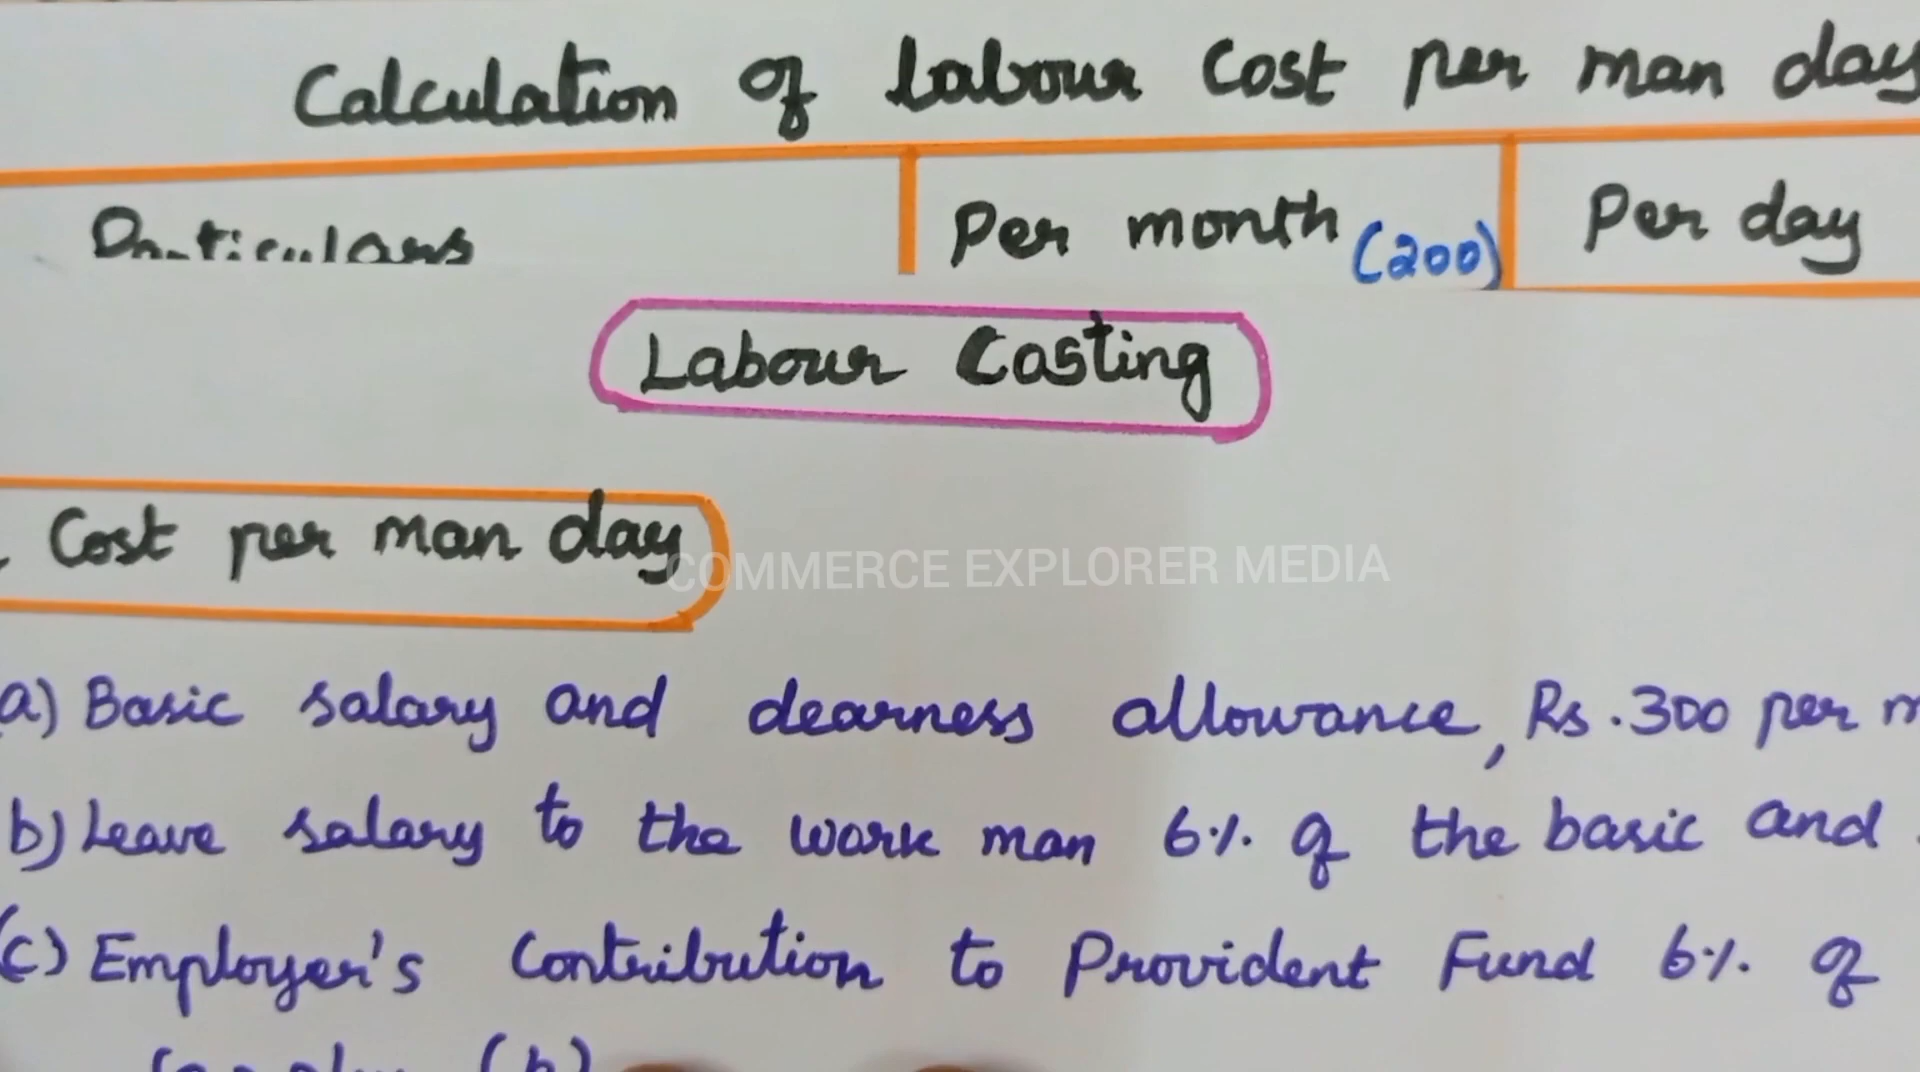 Calculation of Labour Cost per man day
Particulars
Per month (200)
Per day
Labour Costing
Cost per man day
COMMERCE EXPLORER MEDIA
a) Basic salary and dearness allowance, Rs. 300 per m
b) Leave salary to the work man 6% of the basic and
(c) Employer's Contribution to Provident Fund 6% of
(b)